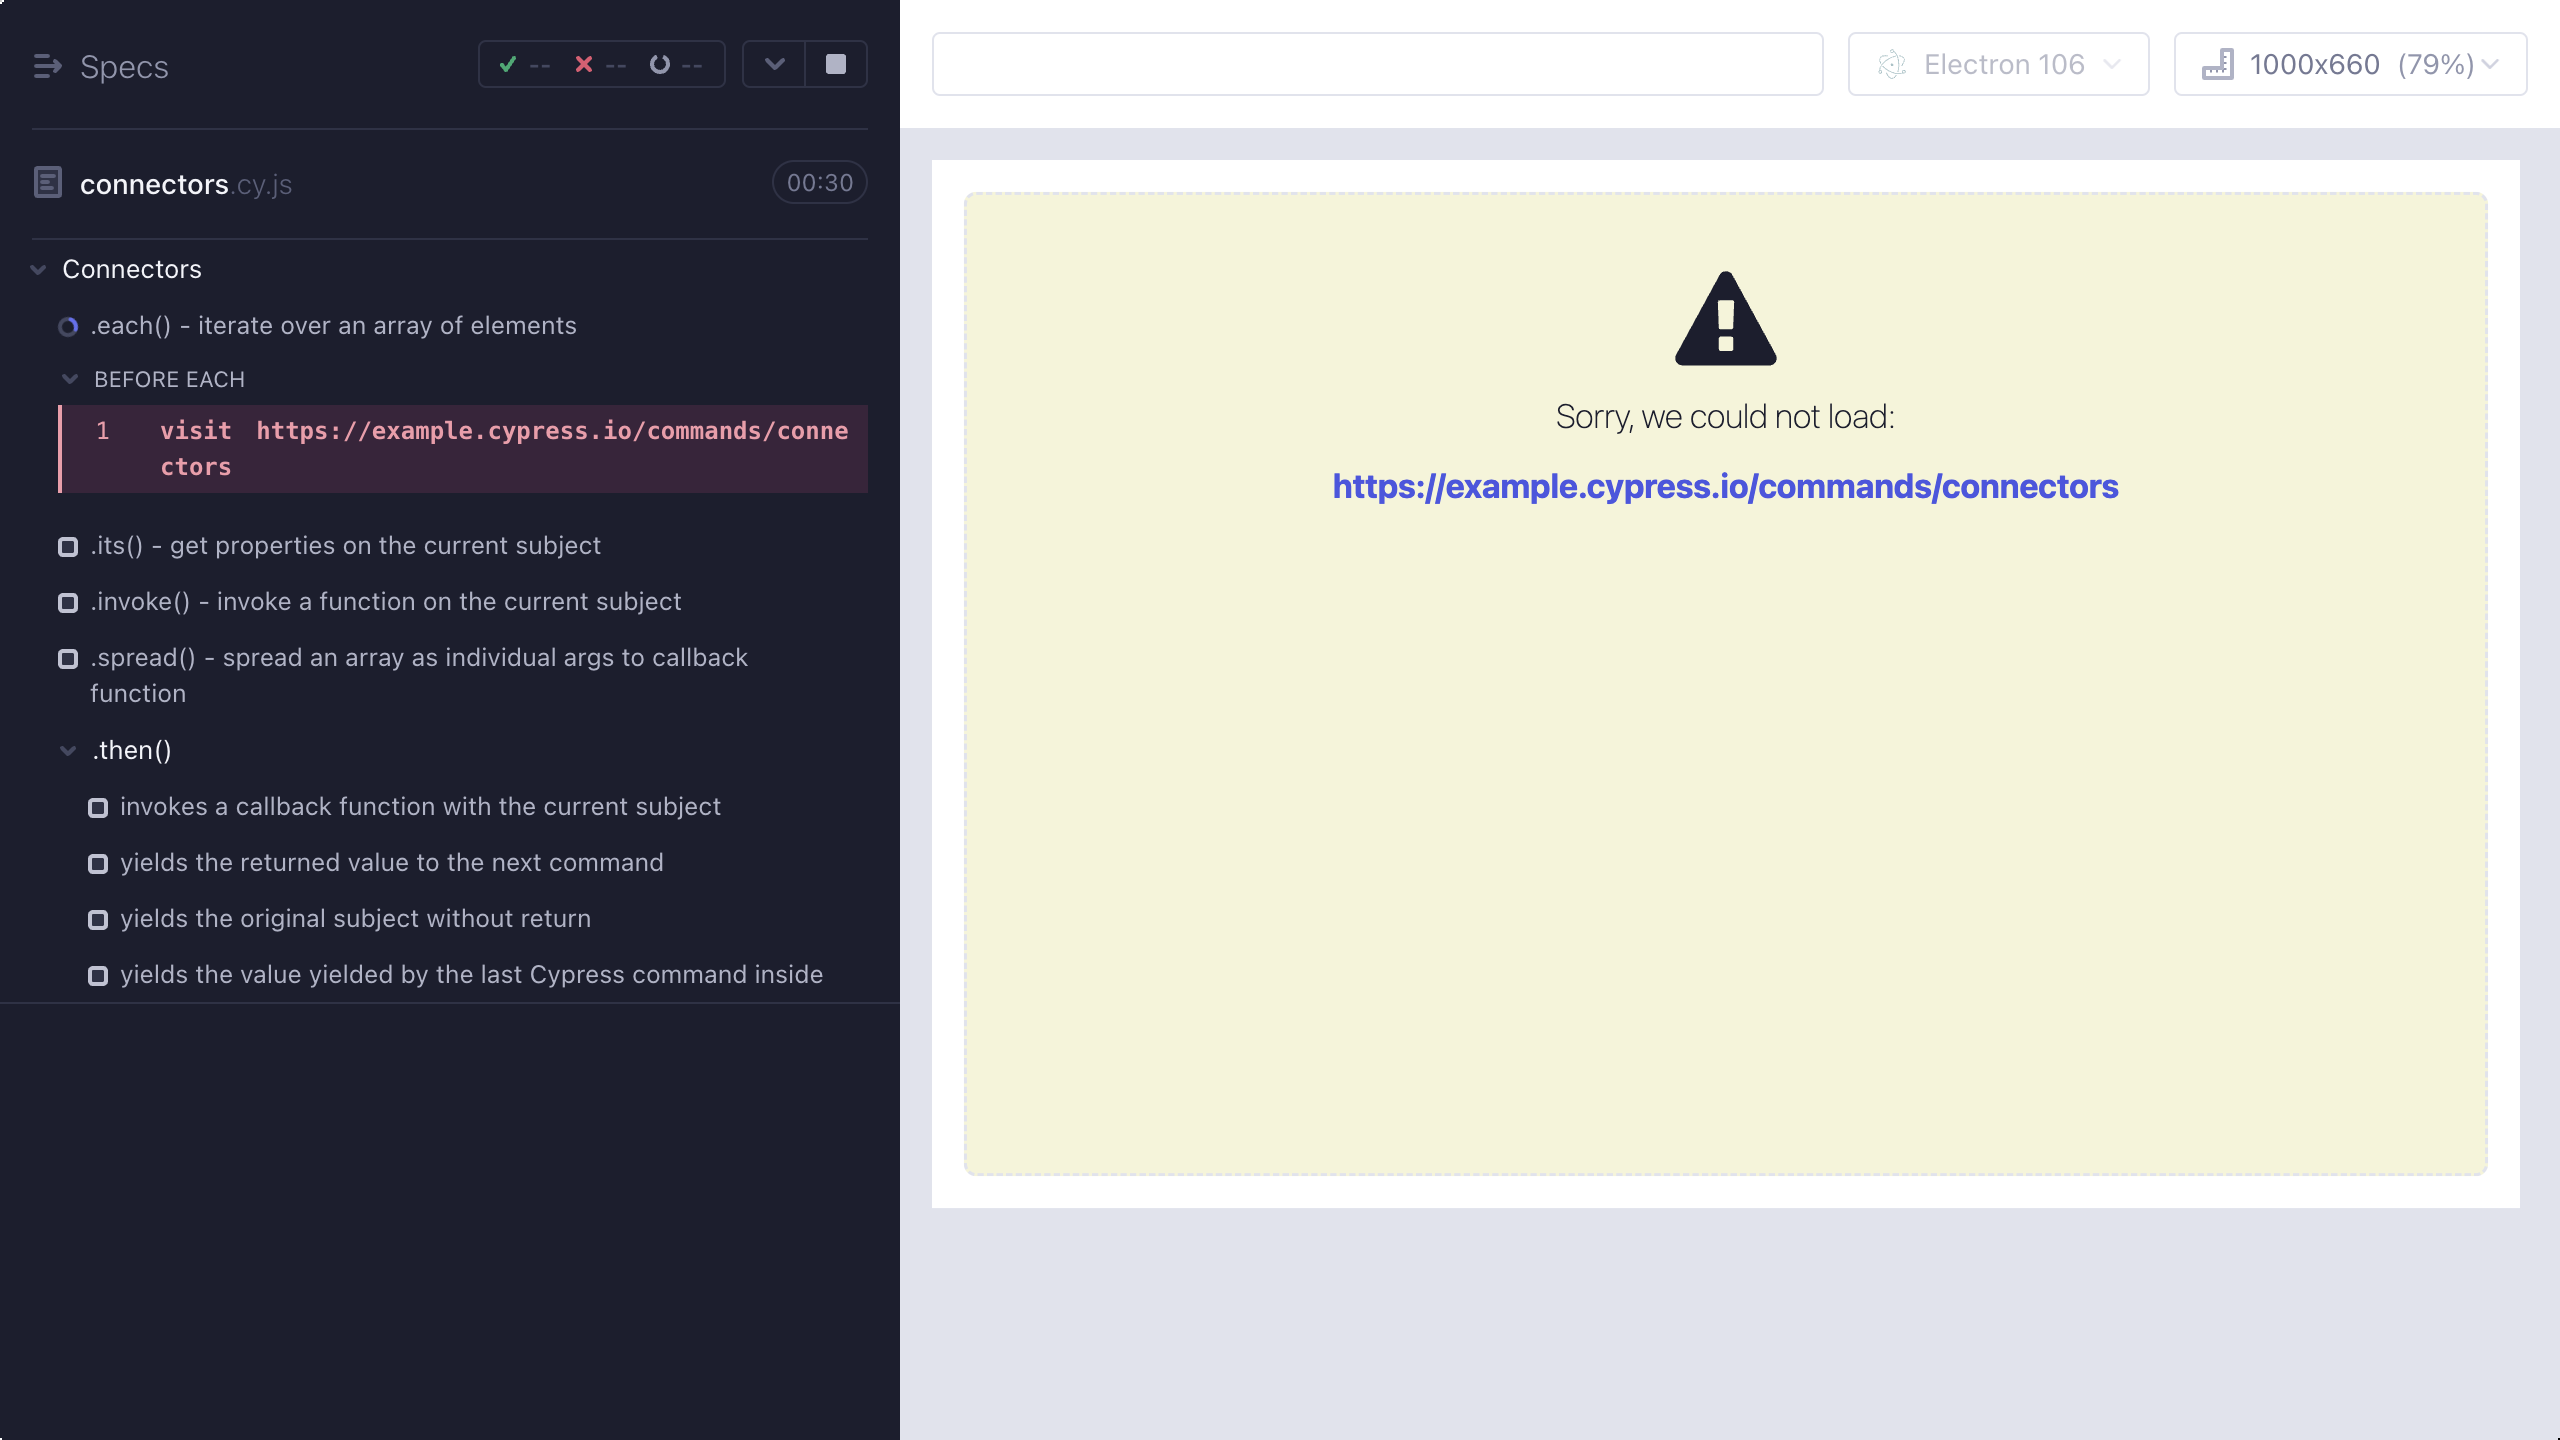 Specs
-- -- --
Electron 106
1000x660 (79%)
connectors.cy.js
00:30
Connectors
.each() - iterate over an array of elements
BEFORE EACH
1 visit https://example.cypress.io/commands/conne
ctors
.its() - get properties on the current subject
.invoke() - invoke a function on the current subject
.spread() - spread an array as individual args to callback
function
.then()
invokes a callback function with the current subject
yields the returned value to the next command
yields the original subject without return
yields the value yielded by the last Cypress command inside
Sorry, we could not load:
https://example.cypress.io/commands/connectors